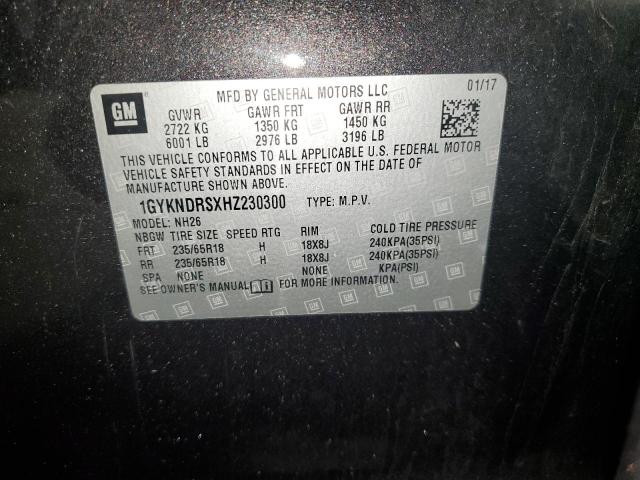 MFD BY GENERAL MOTORS LLC 01/17
GM
GVWR GAWR FRT GAWR RR
2722 KG 1350 KG 1450 KG
6001 LB 2976 LB 3196 LB
THIS VEHICLE CONFORMS TO ALL APPLICABLE U.S. FEDERAL MOTOR
VEHICLE SAFETY STANDARDS IN EFFECT ON THE DATE OF
MANUFACTURE SHOWN ABOVE.
1GYKNDRSXHZ230300 TYPE: M.P.V.
MODEL: NH26
NBGW TIRE SIZE SPEED RTG RIM COLD TIRE PRESSURE
FRT 235/65R18 H 18X8J 240KPA(35PSI)
RR 235/65R18 H 18X8J 240KPA(35PSI)
SPA NONE NONE KPA(PSI)
SEE OWNER'S MANUAL FOR MORE INFORMATION.